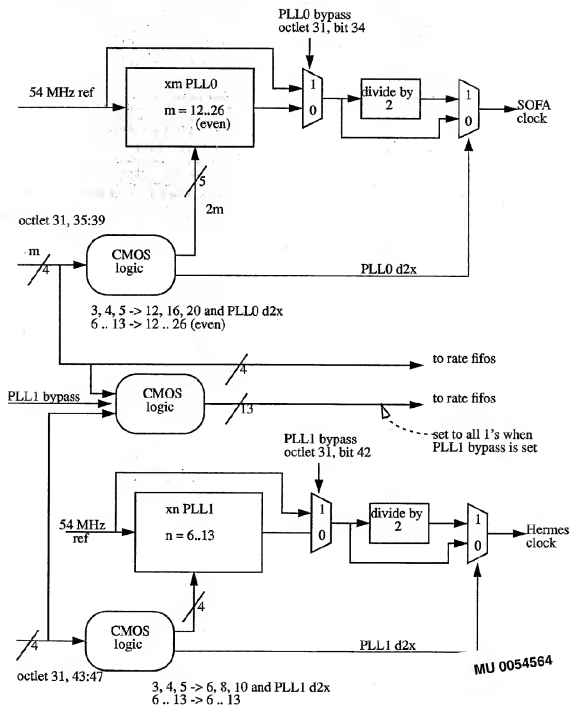 PLL0 bypass
octlet 31, bit 34
54 MHz ref
xm PLL0
m = 12..26
(even)
1
0
divide by
2
1
0
SOFA
clock
5
2m
octlet 31, 35:39
m
4
CMOS
logic
PLL0 d2x
3, 4, 5 -> 12, 16, 20 and PLL0 d2x
6 .. 13 -> 12 .. 26 (even)
4
to rate fifos
PLL1 bypass
CMOS
logic
13
to rate fifos
set to all 1's when
PLL1 bypass is set
PLL1 bypass
octlet 31, bit 42
54 MHz
ref
xn PLL1
n = 6..13
1
0
divide by
2
1
0
Hermes
clock
4
4
CMOS
logic
PLL1 d2x
octlet 31, 43:47
3, 4, 5 -> 6, 8, 10 and PLL1 d2x
6 .. 13 -> 6 .. 13
MU 0054564